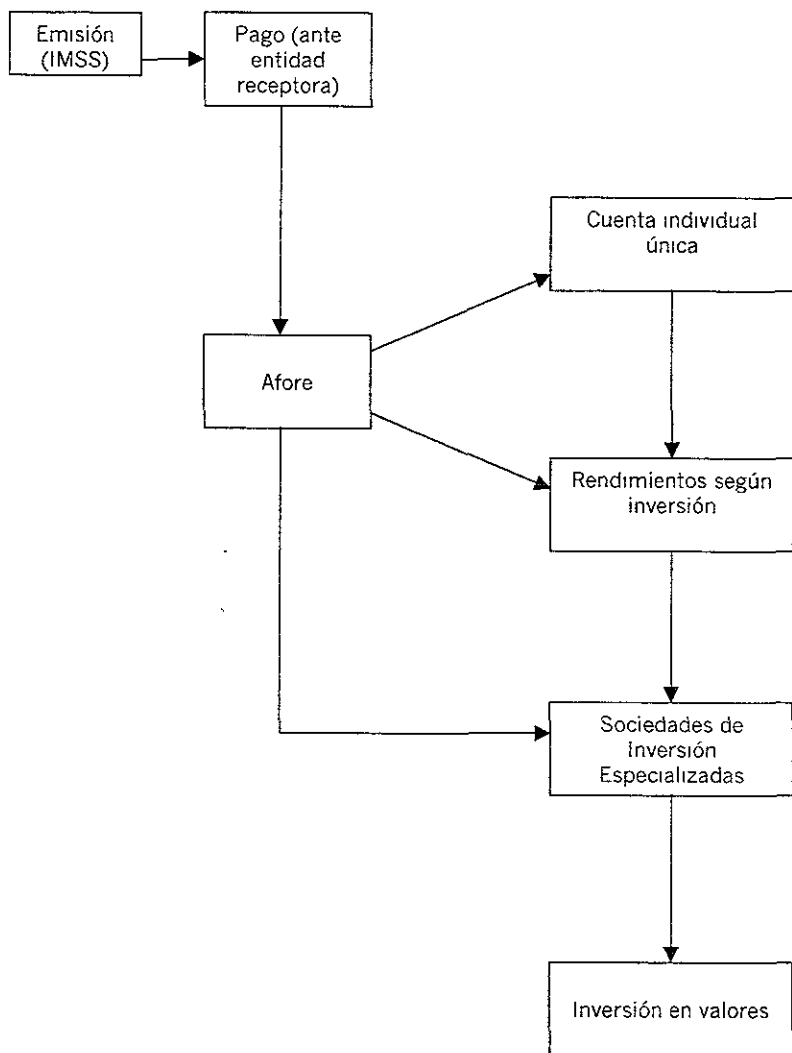 Emisión
(IMSS)
Pago (ante
entidad
receptora)
Cuenta individual
única
Afore
Rendimientos según
inversión
Sociedades de
Inversión
Especializadas
Inversión en valores